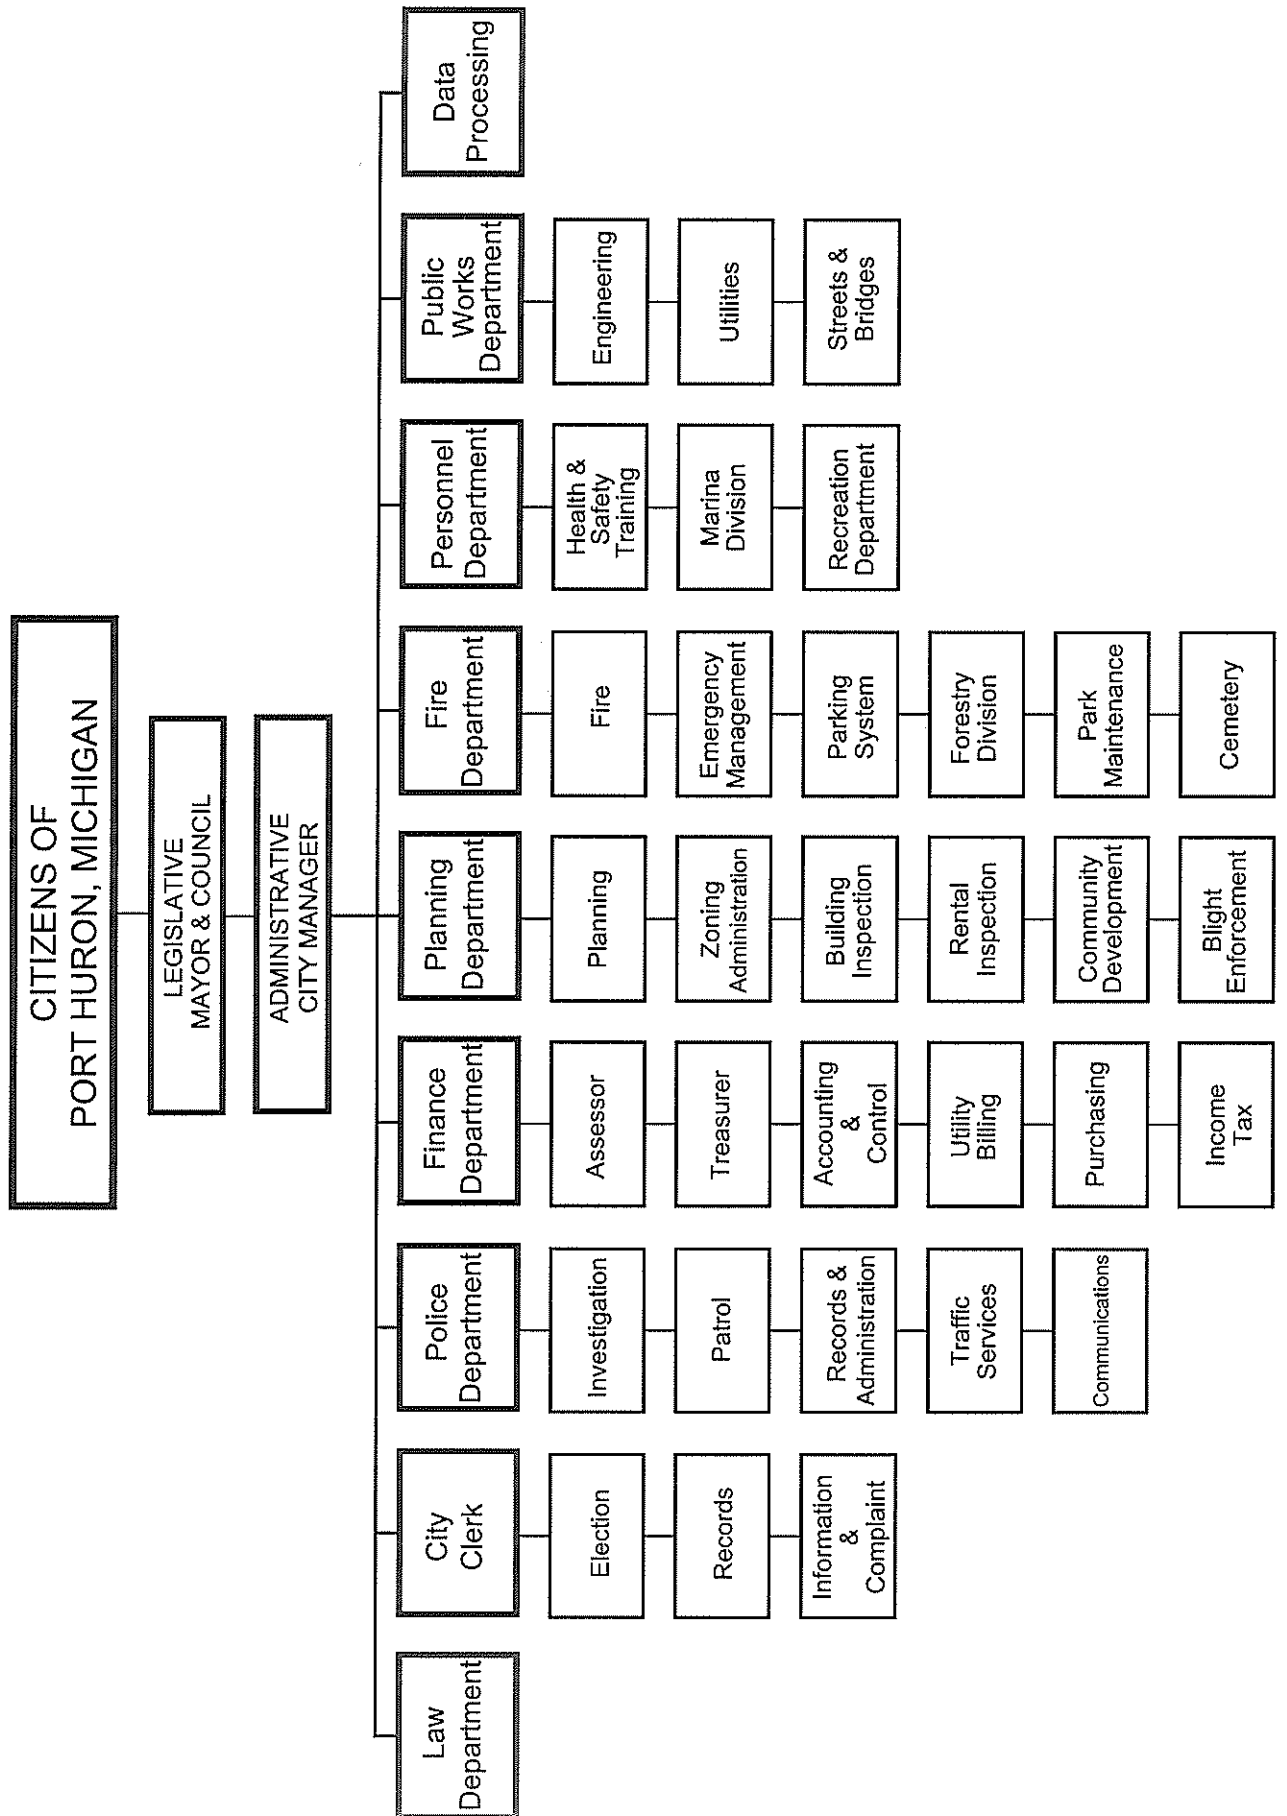 CITIZENS OF
PORT HURON, MICHIGAN
LEGISLATIVE
MAYOR & COUNCIL
ADMINISTRATIVE
CITY MANAGER
Law
Department
City
Clerk
Election
Records
Information
&
Complaint
Police
Department
Investigation
Patrol
Records &
Administration
Traffic
Services
Communications
Finance
Department
Assessor
Treasurer
Accounting
&
Control
Utility
Billing
Purchasing
Income
Tax
Planning
Department
Planning
Zoning
Administration
Building
Inspection
Rental
Inspection
Community
Development
Blight
Enforcement
Fire
Department
Fire
Emergency
Management
Parking
System
Forestry
Division
Park
Maintenance
Cemetery
Personnel
Department
Health &
Safety
Training
Marina
Division
Recreation
Department
Public
Works
Department
Engineering
Utilities
Streets &
Bridges
Data
Processing